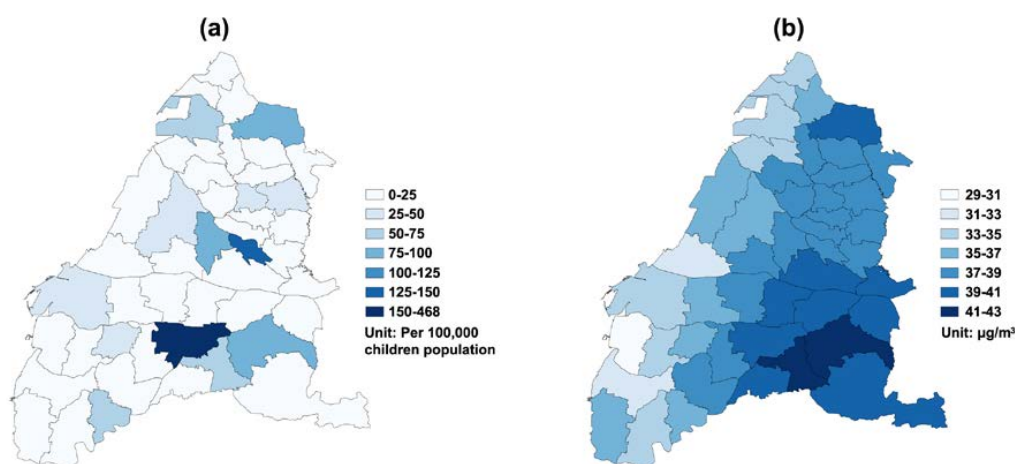 (a)
0-25
25-50
50-75
75-100
100-125
125-150
150-468
Unit: Per 100,000
children population
(b)
29-31
31-33
33-35
35-37
37-39
39-41
41-43
Unit: µg/m³